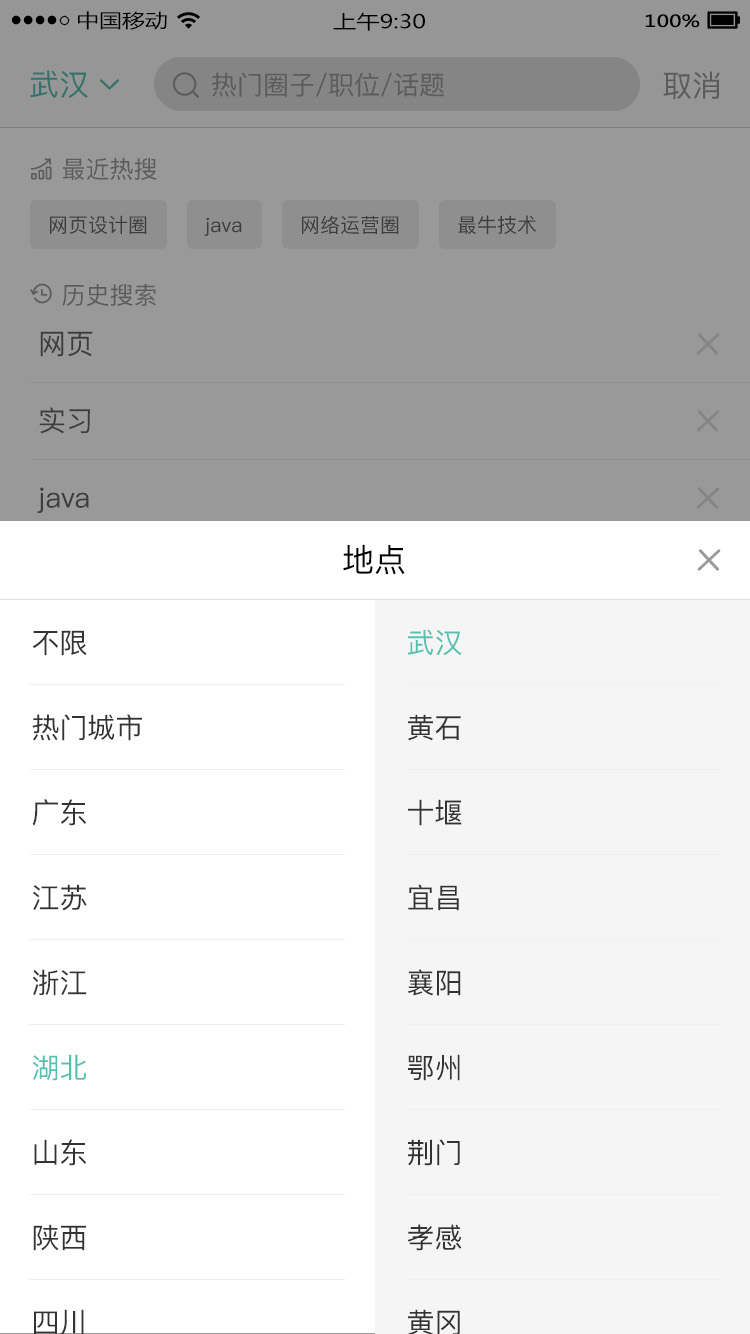 中国移动 上午9:30 100%
武汉 热门圈子/职位/话题 取消
最近热搜
网页设计圈 java 网络运营圈 最牛技术
历史搜索
网页
实习
java
地点
不限 武汉
热门城市 黄石
广东 十堰
江苏 宜昌
浙江 襄阳
湖北 鄂州
山东 荆门
陕西 孝感
四川 黄冈